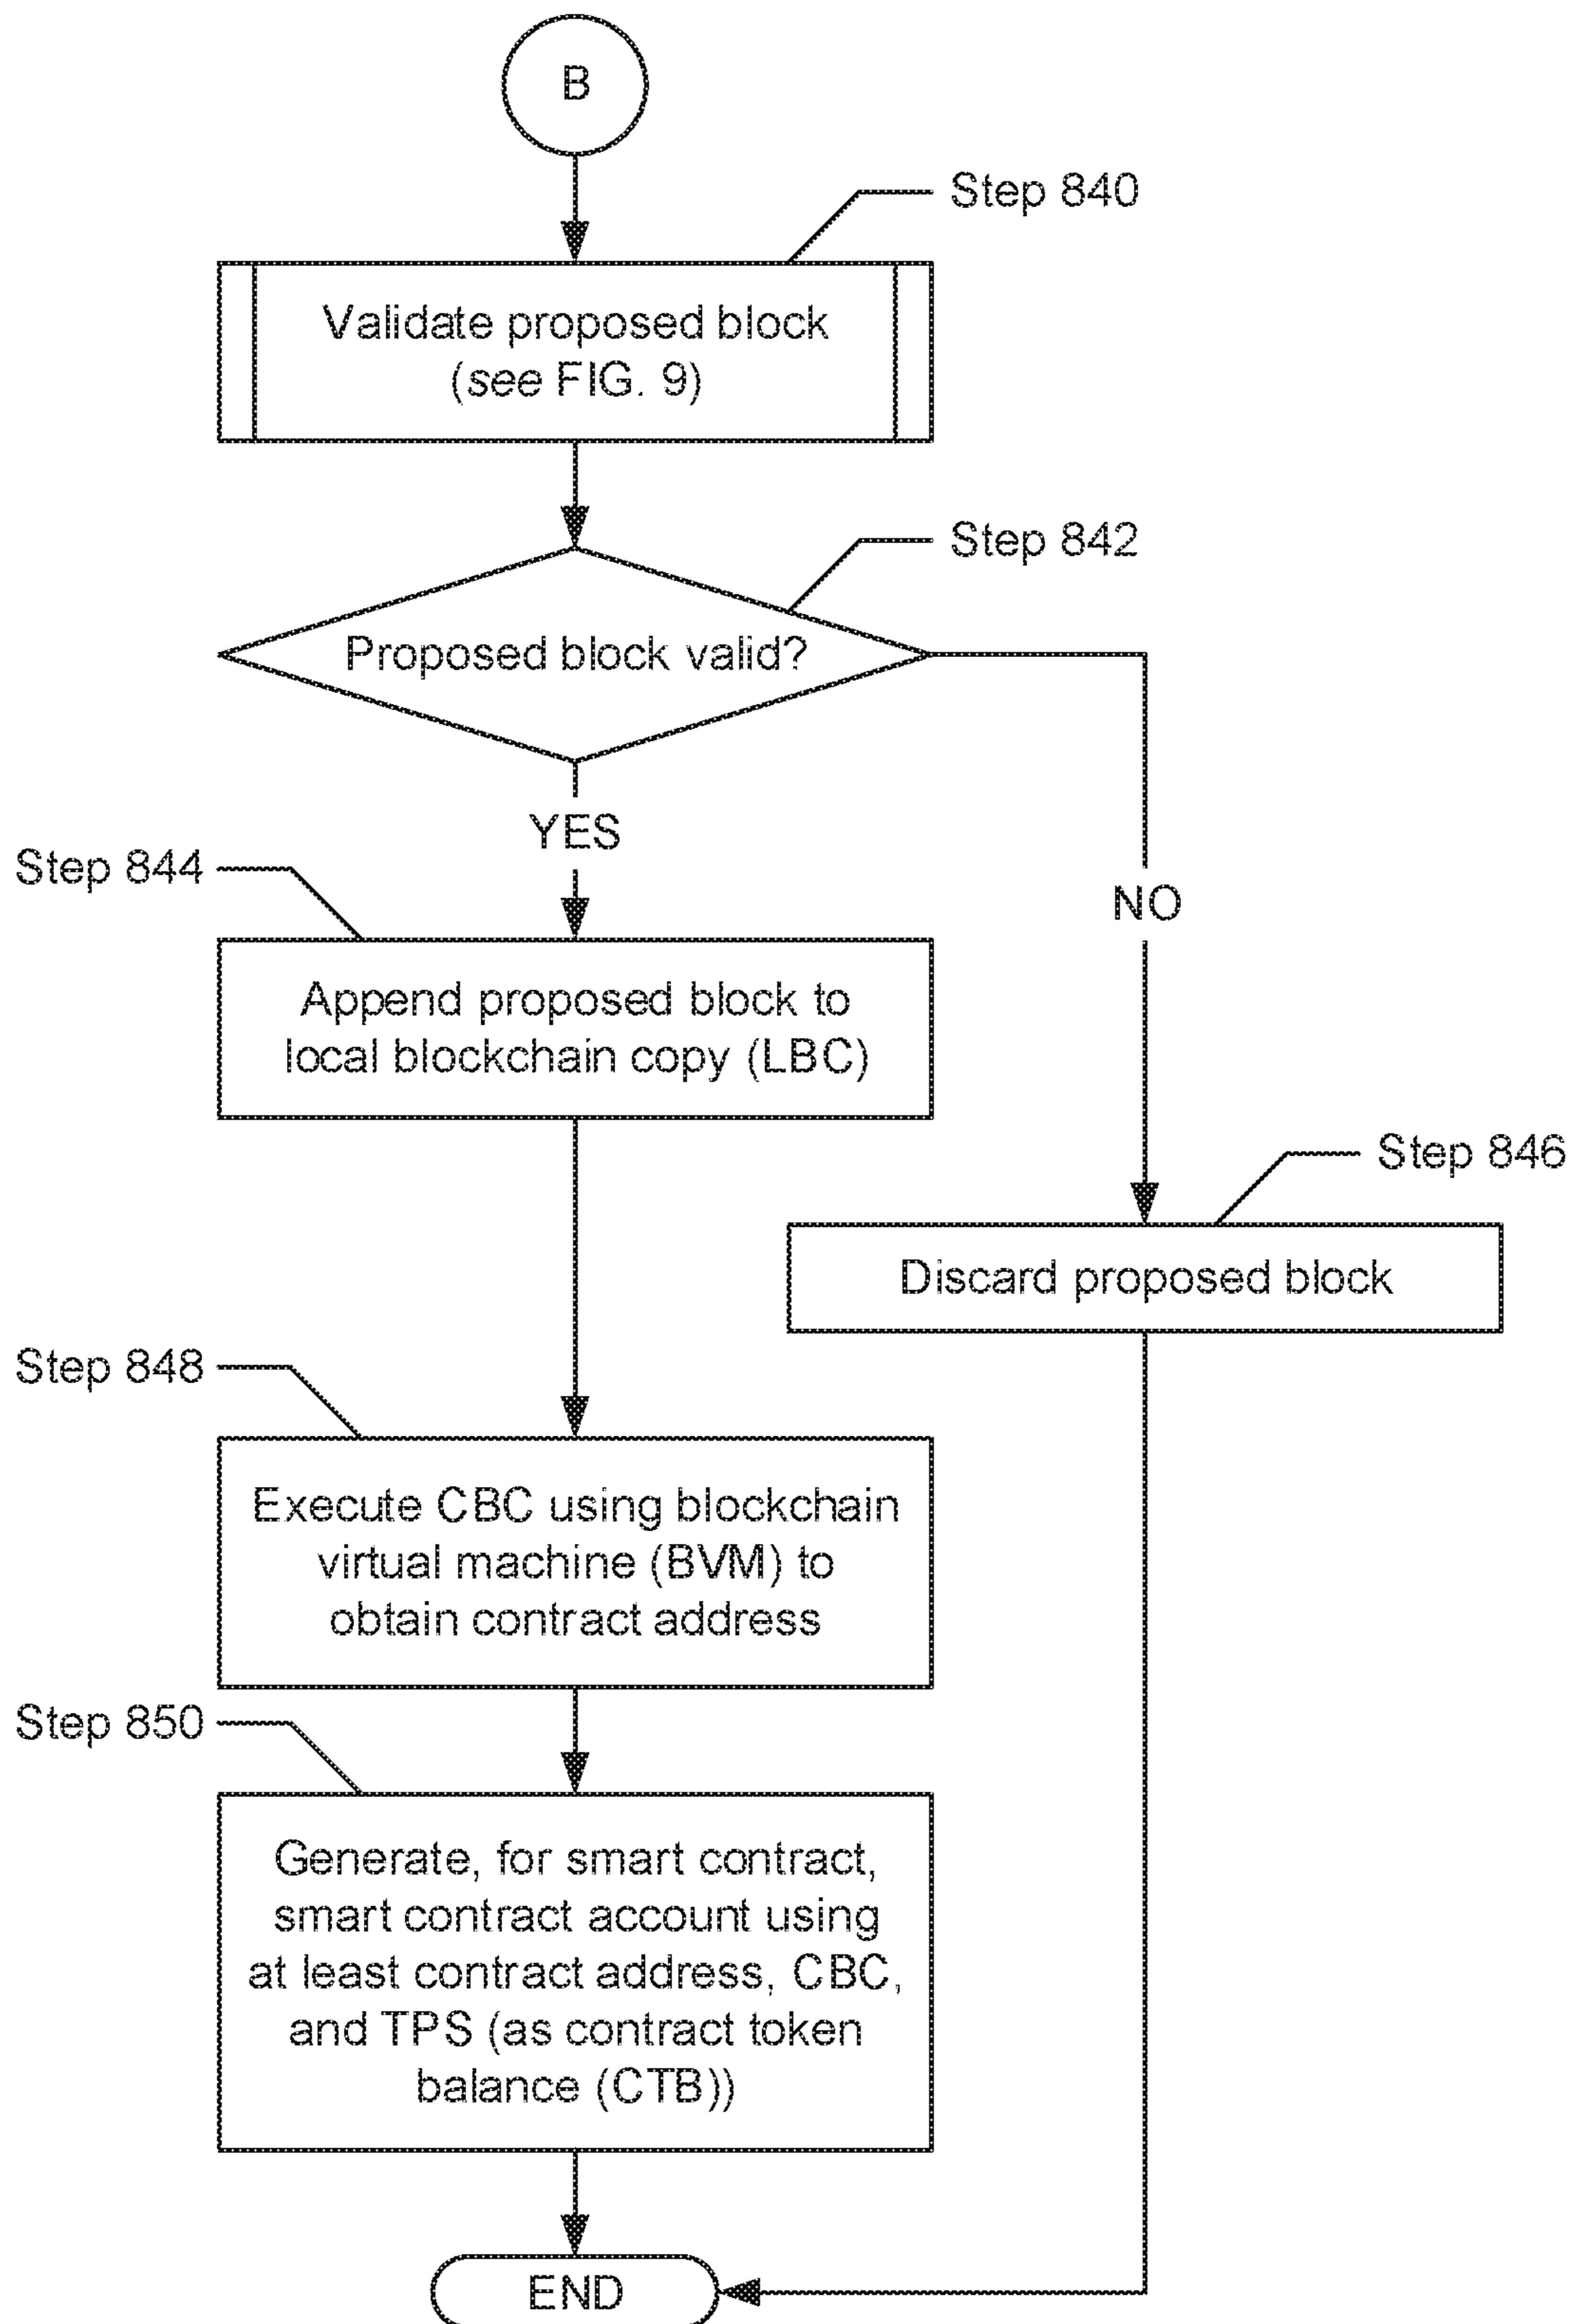 B
Step 840
Validate proposed block
(see FIG. 9)
Step 842
Proposed block valid?
YES
Step 844
NO
Append proposed block to
local blockchain copy (LBC)
Step 846
Discard proposed block
Step 848
Execute CBC using blockchain
virtual machine (BVM) to
obtain contract address
Step 850
Generate, for smart contract,
smart contract account using
at least contract address, CBC,
and TPS (as contract token
balance (CTB))
END